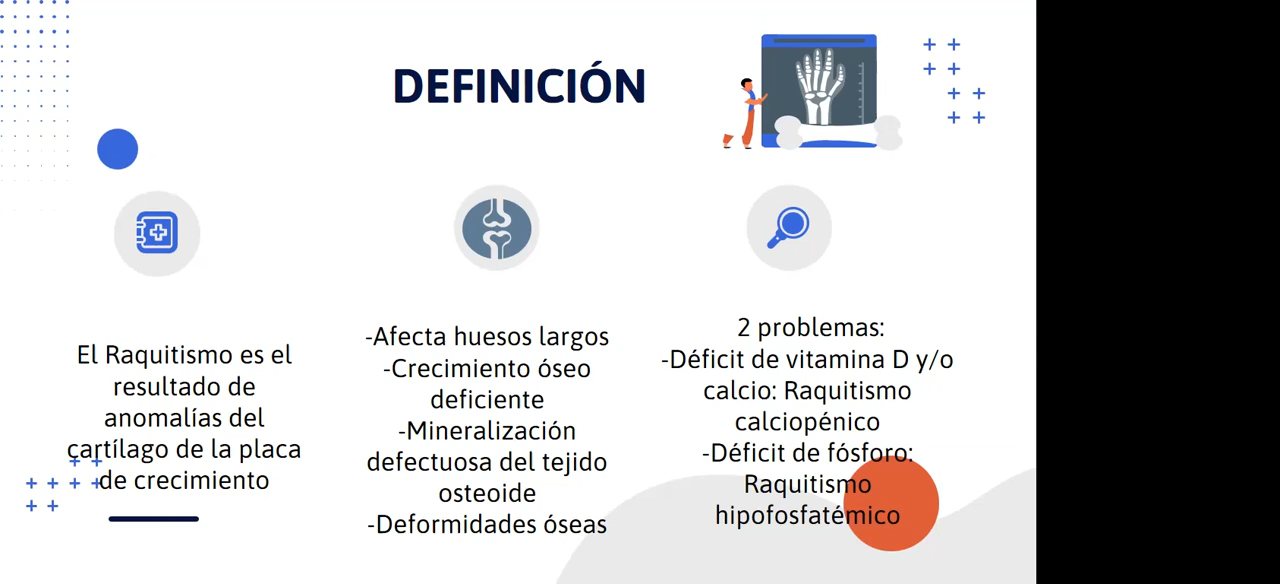 DEFINICIÓN
El Raquitismo es el
resultado de
anomalías del
cartílago de la placa
de crecimiento
-Afecta huesos largos
-Crecimiento óseo
deficiente
-Mineralización
defectuosa del tejido
osteoide
-Deformidades óseas
2 problemas:
-Déficit de vitamina D y/o
calcio: Raquitismo
calciopénico
-Déficit de fósforo:
Raquitismo
hipofosfatémico